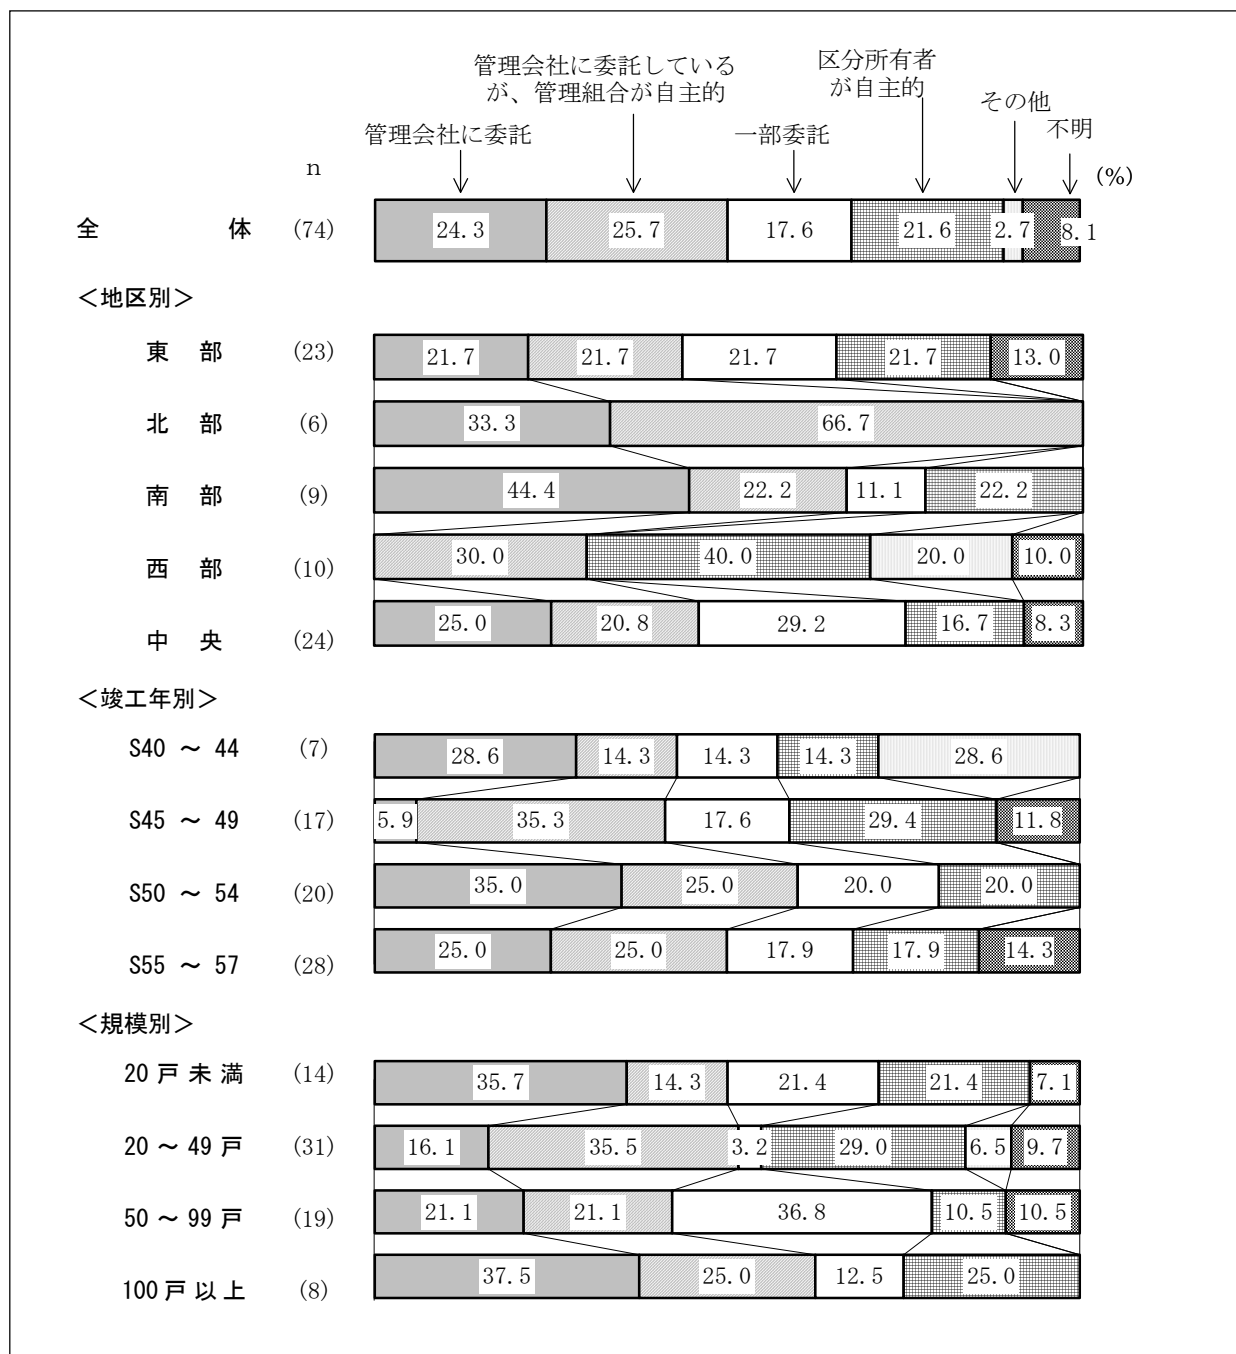 管理会社に委託している
が、管理組合が自主的
区分所有者
が自主的
その他
不明
管理会社に委託
一部委託
n
(%)
全 体 (74) 24.3 25.7 17.6 21.6 2.7 8.1
＜地区別＞
東 部 (23) 21.7 21.7 21.7 21.7 13.0
北 部 (6) 33.3 66.7
南 部 (9) 44.4 22.2 11.1 22.2
西 部 (10) 30.0 40.0 20.0 10.0
中 央 (24) 25.0 20.8 29.2 16.7 8.3
＜竣工年別＞
S40 ～ 44 (7) 28.6 14.3 14.3 14.3 28.6
S45 ～ 49 (17) 5.9 35.3 17.6 29.4 11.8
S50 ～ 54 (20) 35.0 25.0 20.0 20.0
S55 ～ 57 (28) 25.0 25.0 17.9 17.9 14.3
＜規模別＞
20 戸 未 満 (14) 35.7 14.3 21.4 21.4 7.1
20 ～ 49 戸 (31) 16.1 35.5 3.2 29.0 6.5 9.7
50 ～ 99 戸 (19) 21.1 21.1 36.8 10.5 10.5
100 戸 以 上 (8) 37.5 25.0 12.5 25.0